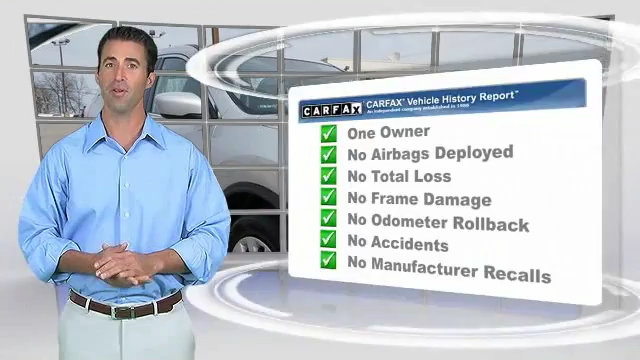 CARFAX CARFAX™ Vehicle History Report™
An independent company established in 1986
One Owner
No Airbags Deployed
No Total Loss
No Frame Damage
No Odometer Rollback
No Accidents
No Manufacturer Recalls